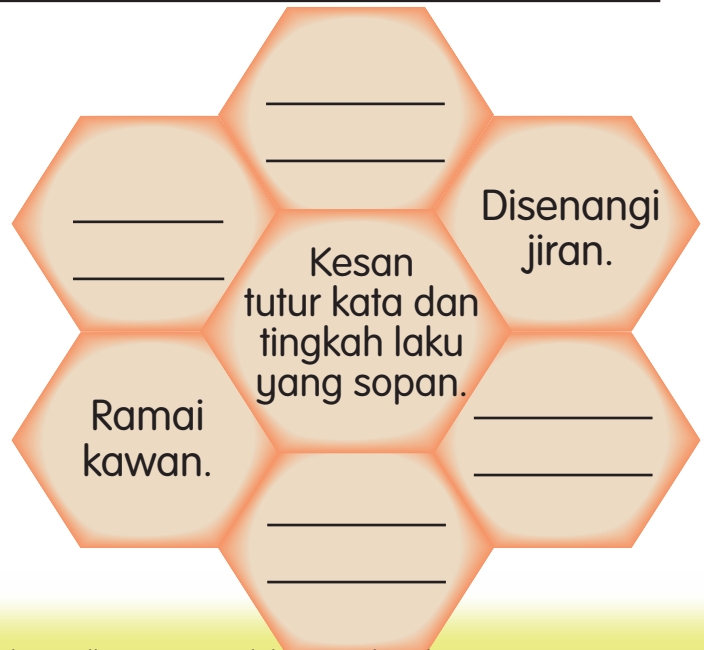 Disenangi
jiran.
Kesan
tutur kata dan
tingkah laku
yang sopan.
Ramai
kawan.